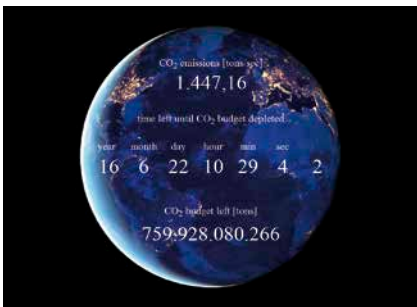 CO₂ emissions [tons/sec]
1.447,16
time left until CO₂ budget depleted
year month day hour min sec
16 6 22 10 29 4 2
CO₂ budget left [tons]
759.928.080.266